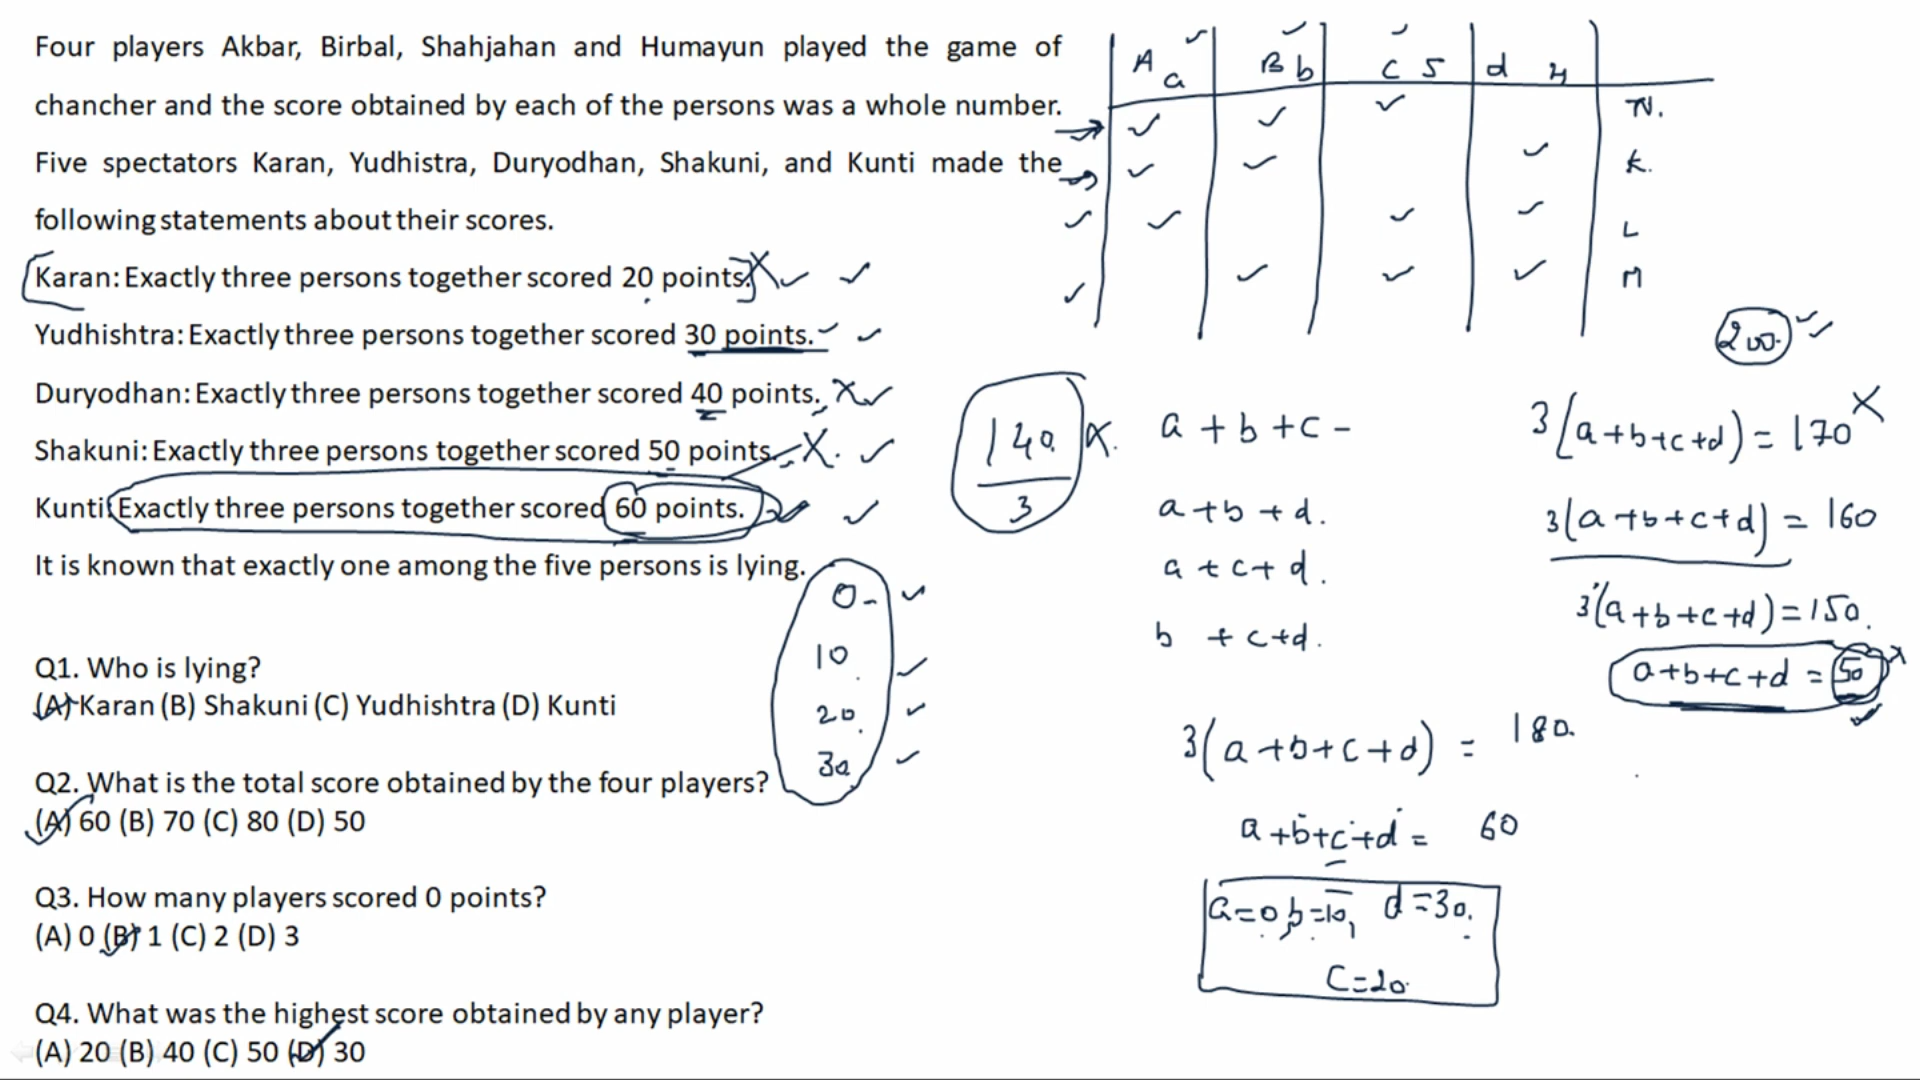 Four players Akbar, Birbal, Shahjahan and Humayun played the game of
chancher and the score obtained by each of the persons was a whole number.
Five spectators Karan, Yudhistra, Duryodhan, Shakuni, and Kunti made the
following statements about their scores.
Karan: Exactly three persons together scored 20 points.
Yudhishtra: Exactly three persons together scored 30 points.
Duryodhan: Exactly three persons together scored 40 points.
Shakuni: Exactly three persons together scored 50 points.
Kunti: Exactly three persons together scored 60 points.
It is known that exactly one among the five persons is lying.
Q1. Who is lying?
(A) Karan (B) Shakuni (C) Yudhishtra (D) Kunti
Q2. What is the total score obtained by the four players?
(A) 60 (B) 70 (C) 80 (D) 50
Q3. How many players scored 0 points?
(A) 0 (B) 1 (C) 2 (D) 3
Q4. What was the highest score obtained by any player?
(A) 20 (B) 40 (C) 50 (D) 30
0
10
20
30
140
3
A a B b C S d
N.
K.
L
M
200
a + b + c -
a + b + d.
a + c + d.
b + c + d.
3(a+b+c+d) = 170
3(a+b+c+d) = 160
3(a+b+c+d) = 150.
a+b+c+d = 50
3(a+b+c+d) = 180.
a+b+c+d = 60
a=0, b=10, d=30.
C=20